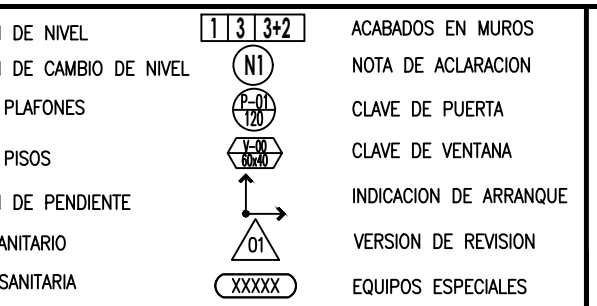 DE NIVEL 1 3 3+2 ACABADOS EN MUROS
DE CAMBIO DE NIVEL N1 NOTA DE ACLARACION
PLAFONES P-01 120 CLAVE DE PUERTA
PISOS V-00 60x40 CLAVE DE VENTANA
DE PENDIENTE INDICACION DE ARRANQUE
ANITARIO 01 VERSION DE REVISION
SANITARIA XXXXX EQUIPOS ESPECIALES